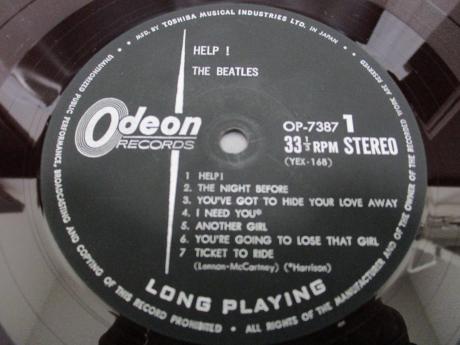 • MFD. BY TOSHIBA MUSICAL INDUSTRIES LTD. IN JAPAN. •
ALL RIGHTS OF THE MANUFACTURER AND OF THE OWNER OF THE RECORDED WORK ARE RESERVED
UNAUTHORIZED PUBLIC PERFORMANCE, BROADCASTING AND COPYING OF THIS RECORD PROHIBITED •
HELP !
THE BEATLES
Odeon
RECORDS
OP-7387 1
33⅓ RPM STEREO
(YEX-168)
1 HELP!
2. THE NIGHT BEFORE
3. YOU'VE GOT TO HIDE YOUR LOVE AWAY
4. I NEED YOU*
5. ANOTHER GIRL
6. YOU'RE GOING TO LOSE THAT GIRL
7 TICKET TO RIDE
(Lennon-McCartney) (*Harrison)
LONG PLAYING